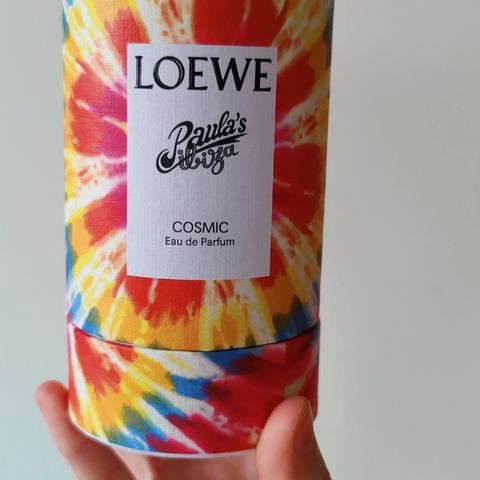 LOEWE
Paula's
ibiza
COSMIC
Eau de Parfum